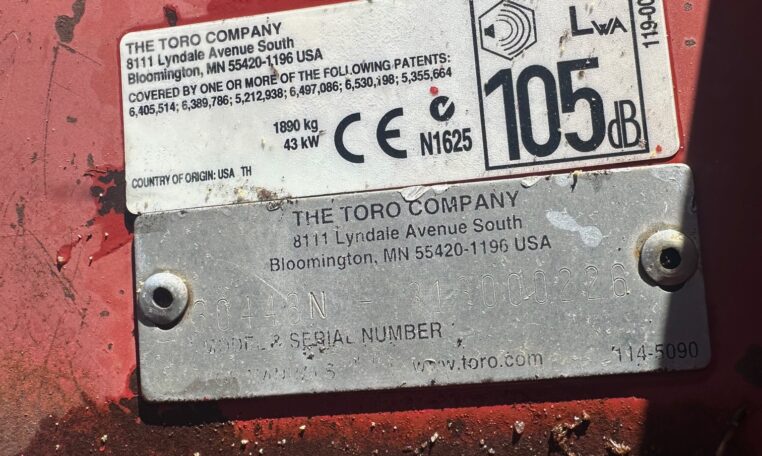 THE TORO COMPANY
8111 Lyndale Avenue South
Bloomington, MN 55420-1196 USA
COVERED BY ONE OR MORE OF THE FOLLOWING PATENTS:
6,405,514; 6,389,786; 5,212,938; 6,497,086; 6,530,198; 5,355,664
1890 kg
43 kW
CE
N1625
LWA
105dB
119-00
COUNTRY OF ORIGIN: USA TH
THE TORO COMPANY
8111 Lyndale Avenue South
Bloomington, MN 55420-1196 USA
MODEL & SERIAL NUMBER
www.toro.com
114-5090